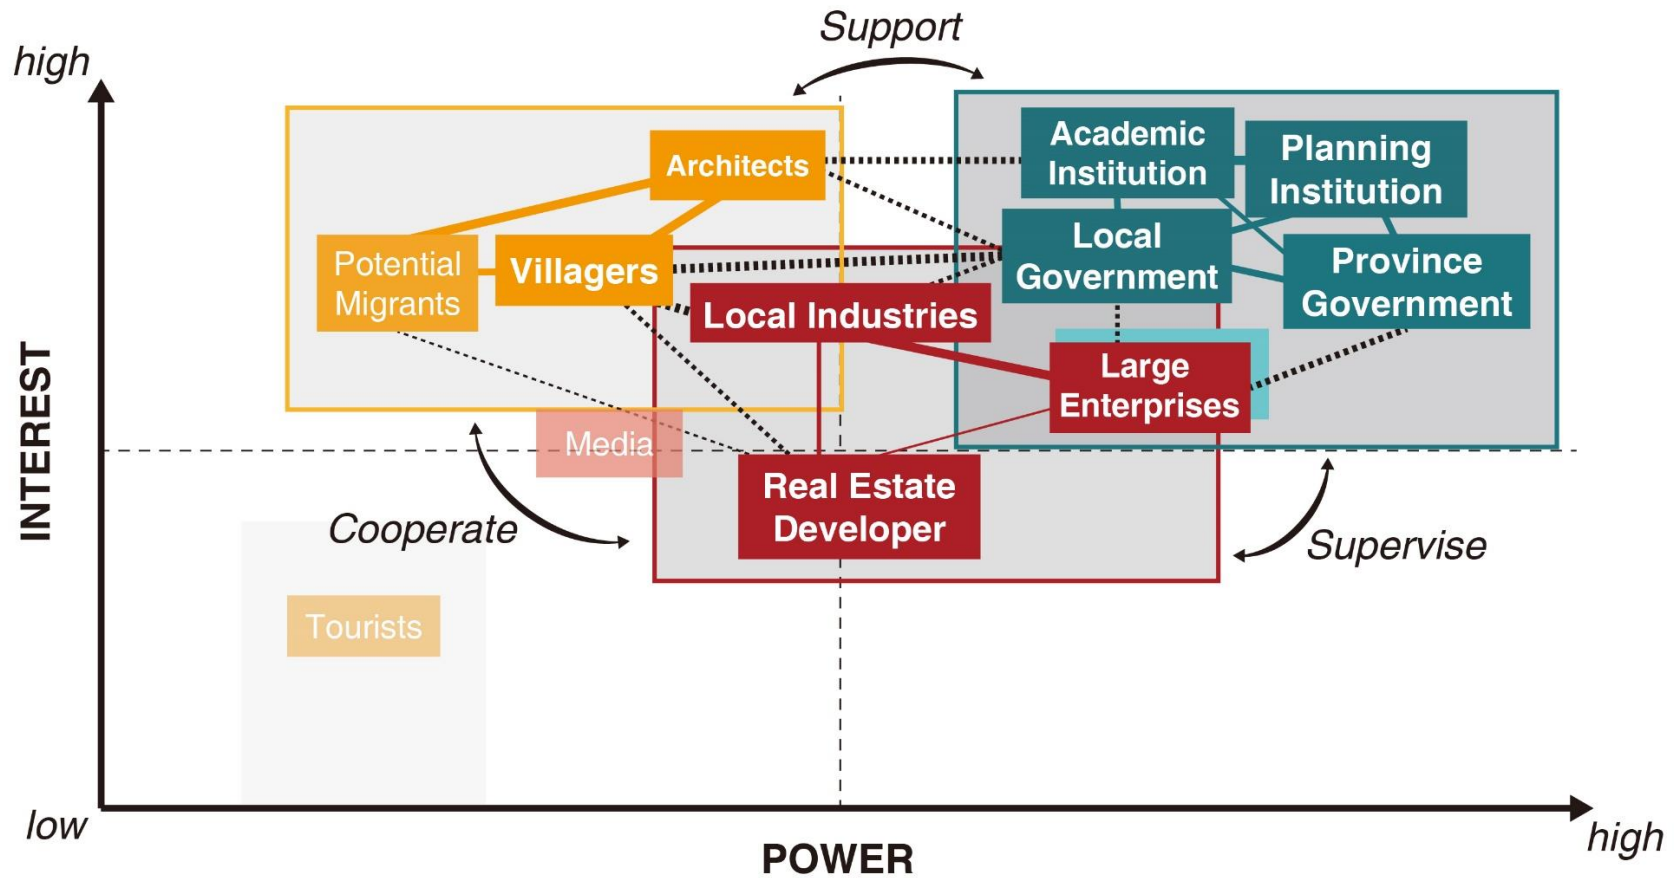 Support
high
Architects
Academic
Institution
Planning
Institution
Potential
Migrants
Villagers
Local
Government
Province
Government
Local Industries
Large
Enterprises
Media
Real Estate
Developer
Cooperate
Supervise
Tourists
INTEREST
low
POWER
high